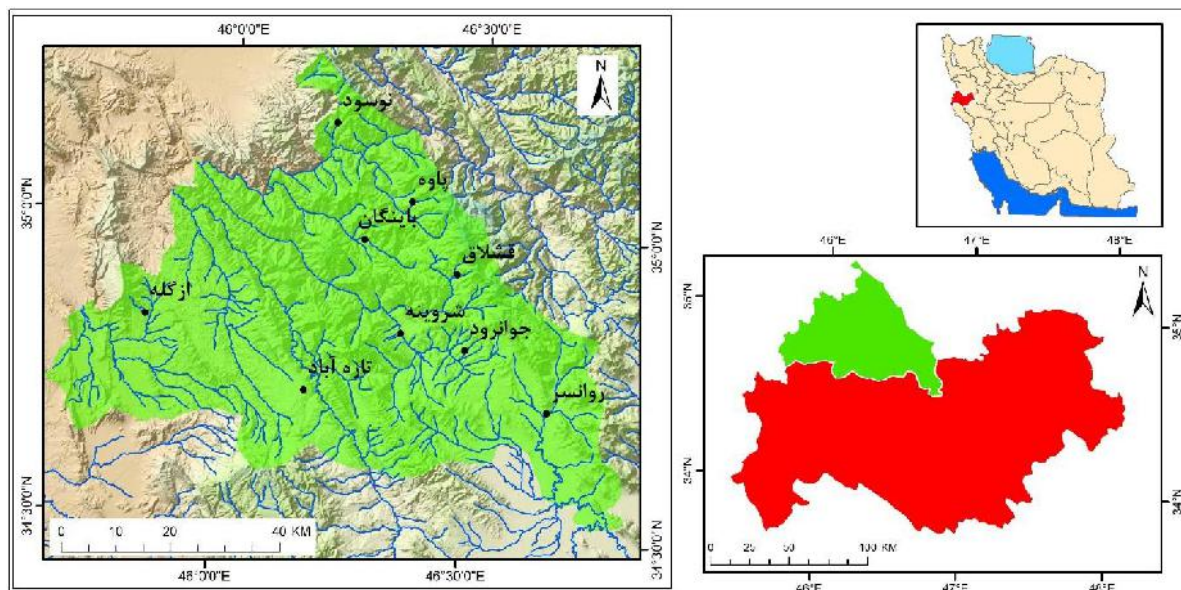 46°0'0"E
46°30'0"E
N
نوسود
پاوه
باینگان
قشلاق
ازگله
شروینه
جوانرود
تازه آباد
روانسر
35°0'0"N
35°0'0"N
34°30'0"N
34°30'0"N
0 10 20 40 KM
46°0'0"E
46°30'0"E
46°E
47°E
48°E
N
35°N
35°N
34°N
34°N
0 25 50 100 KM
46°E
47°E
48°E